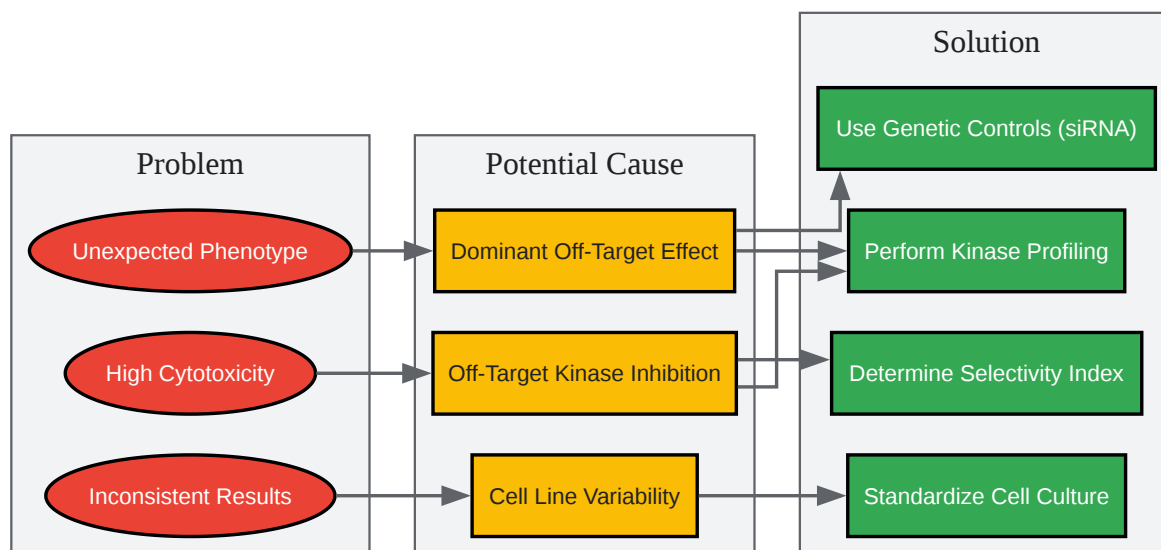 Solution
Use Genetic Controls (siRNA)
Problem
Potential Cause
Unexpected Phenotype
Dominant Off-Target Effect
Perform Kinase Profiling
High Cytotoxicity
Off-Target Kinase Inhibition
Determine Selectivity Index
Inconsistent Results
Cell Line Variability
Standardize Cell Culture